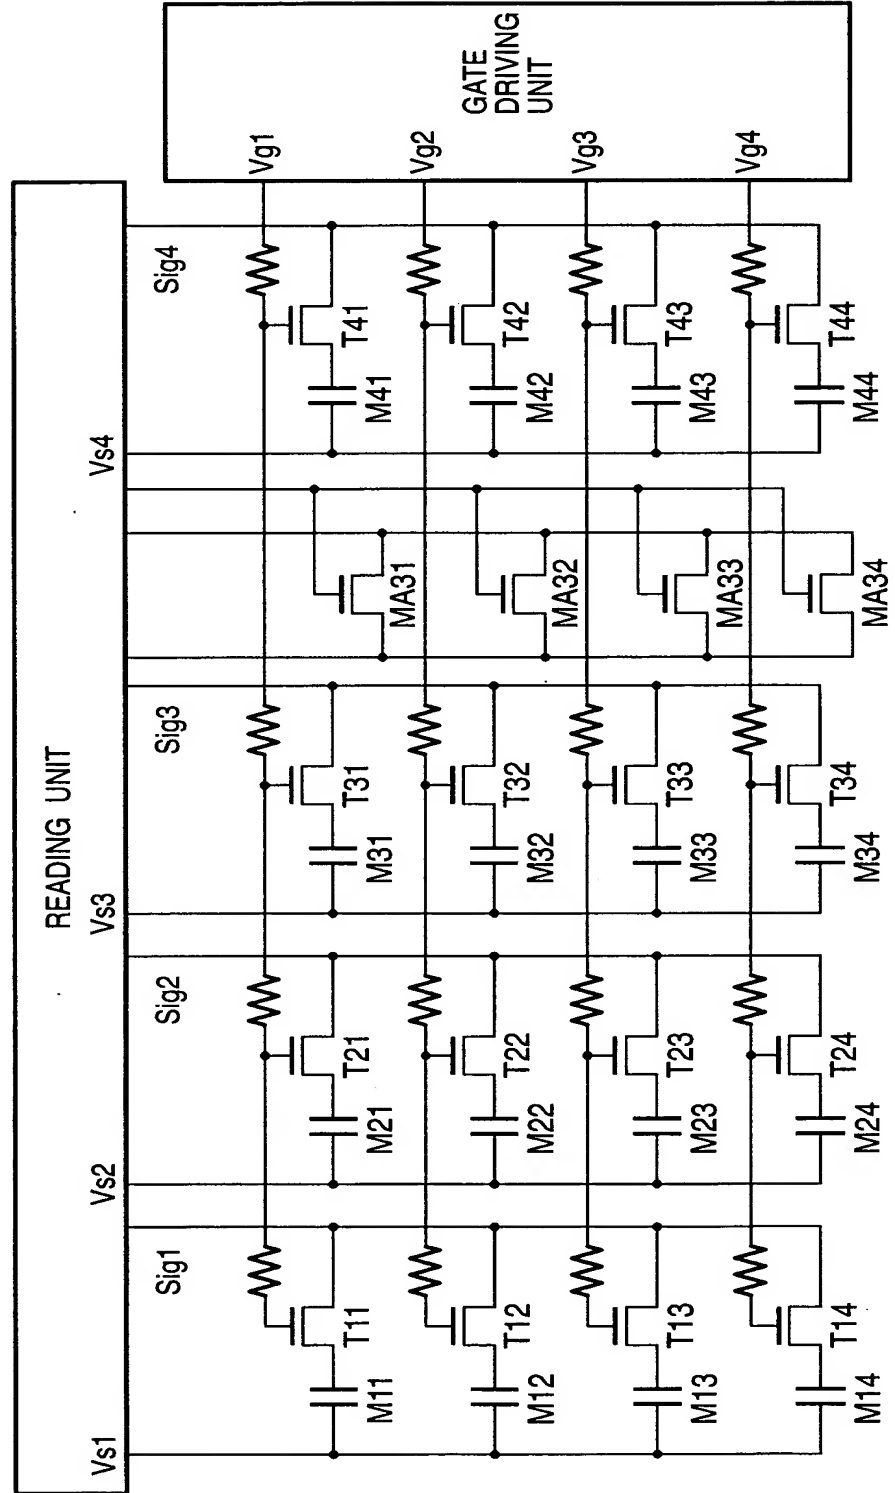 READING UNIT
Vs1
Vs2
Vs3
Vs4
Sig1
Sig2
Sig3
Sig4
GATE
DRIVING
UNIT
Vg1
Vg2
Vg3
Vg4
T11
T21
T31
T41
M11
M21
M31
MA31
M41
T12
T22
T32
T42
M12
M22
M32
MA32
M42
T13
T23
T33
T43
M13
M23
M33
MA33
M43
T14
T24
T34
T44
M14
M24
M34
MA34
M44